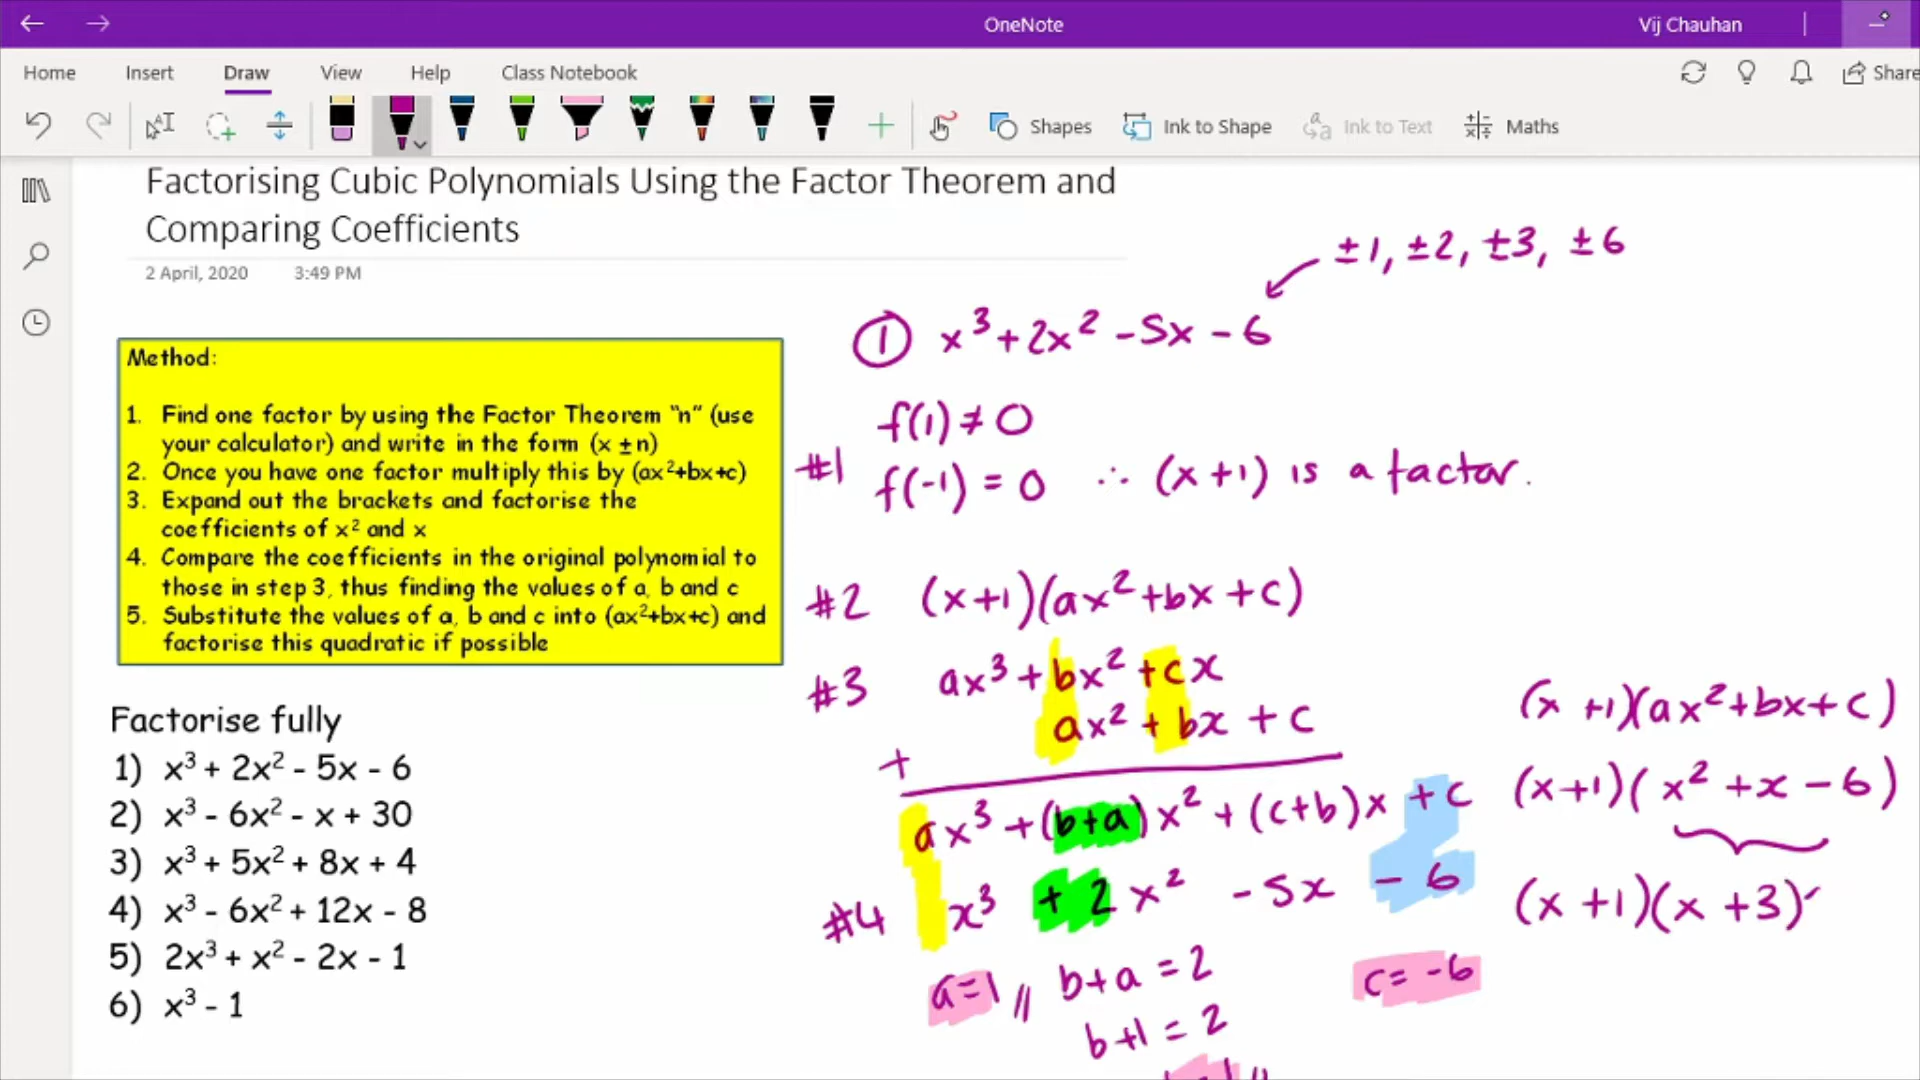 OneNote
Vij Chauhan
Home Insert Draw View Help Class Notebook
Share
Shapes Ink to Shape Ink to Text Maths
Factorising Cubic Polynomials Using the Factor Theorem and
Comparing Coefficients
2 April, 2020 3:49 PM
Method:
1. Find one factor by using the Factor Theorem "n" (use
your calculator) and write in the form (x ± n)
2. Once you have one factor multiply this by (ax²+bx+c)
3. Expand out the brackets and factorise the
coefficients of x² and x
4. Compare the coefficients in the original polynomial to
those in step 3, thus finding the values of a, b and c
5. Substitute the values of a, b and c into (ax²+bx+c) and
factorise this quadratic if possible
Factorise fully
1) x³ + 2x² - 5x - 6
2) x³ - 6x² - x + 30
3) x³ + 5x² + 8x + 4
4) x³ - 6x² + 12x - 8
5) 2x³ + x² - 2x - 1
6) x³ - 1
±1, ±2, ±3, ±6
① x³ + 2x² - 5x - 6
f(1) ≠ 0
#1 f(-1) = 0 ∴ (x+1) is a factor.
#2 (x+1)(ax²+bx+c)
#3 ax³ + bx² + cx
ax² + bx + c
+
ax³ + (b+a)x² + (c+b)x + c
#4 x³ + 2x² - 5x - 6
a=1 // b+a = 2 c = -6
b+1 = 2
(x+1)(ax²+bx+c)
(x+1)(x²+x-6)
(x+1)(x+3)